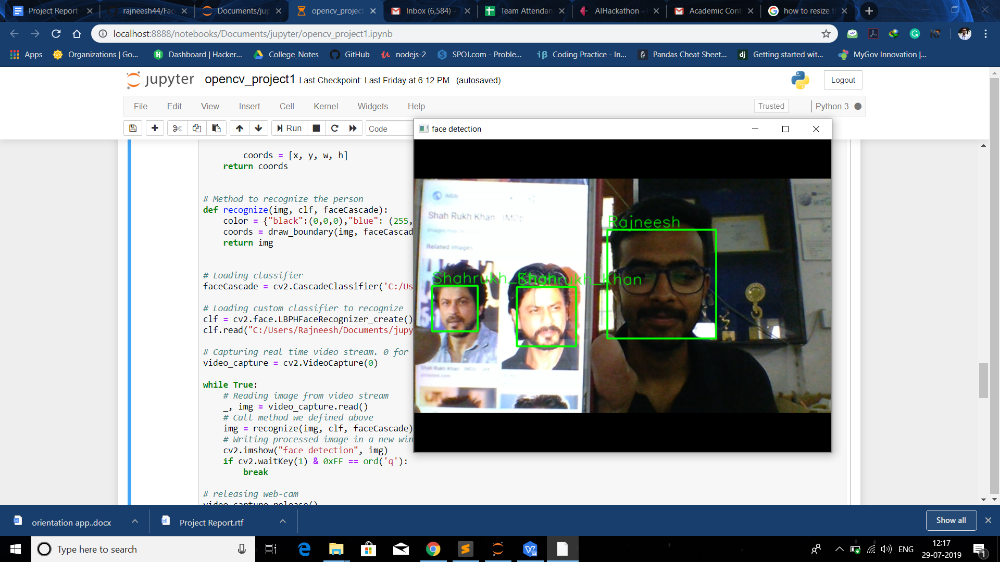 Project Report
rajneesh44/Fac
Documents/jup
opencv_project
Inbox (6,584) -
Team Attendan
AIHackathon -
Academic Cont
how to resize t
localhost:8888/notebooks/Documents/jupyter/opencv_project1.ipynb
Apps
Organizations | Go...
Dashboard | Hacker...
College_Notes
GitHub
nodejs-2
SPOJ.com - Proble...
Coding Practice - In...
Pandas Cheat Sheet...
Getting started wit...
MyGov Innovation |...
jupyter opencv_project1 Last Checkpoint: Last Friday at 6:12 PM (autosaved)
Logout
File Edit View Insert Cell Kernel Widgets Help
Trusted
Python 3
Run
Code
face detection
coords = [x, y, w, h]
return coords
# Method to recognize the person
def recognize(img, clf, faceCascade):
color = {"black":(0,0,0),"blue": (255,
coords = draw_boundary(img, faceCascad
return img
# Loading classifier
faceCascade = cv2.CascadeClassifier('C:/Us
# Loading custom classifier to recognize
clf = cv2.face.LBPHFaceRecognizer_create()
clf.read("C:/Users/Rajneesh/Documents/jupy
# Capturing real time video stream. 0 for
video_capture = cv2.VideoCapture(0)
while True:
# Reading image from video stream
_, img = video_capture.read()
# Call method we defined above
img = recognize(img, clf, faceCascade)
# Writing processed image in a new win
cv2.imshow("face detection", img)
if cv2.waitKey(1) & 0xFF == ord('q'):
break
# releasing web-cam
video_capture.release()
IMDb
Shah Rukh Khan - IMDb
Related images
Rajneesh
Shahrukh_Khan
Shahrukh_Khan
Shah Rukh Khan - IMDb
pinterest.com
orientation app..docx
Project Report.rtf
Show all
Type here to search
ENG
12:17
29-07-2019
1